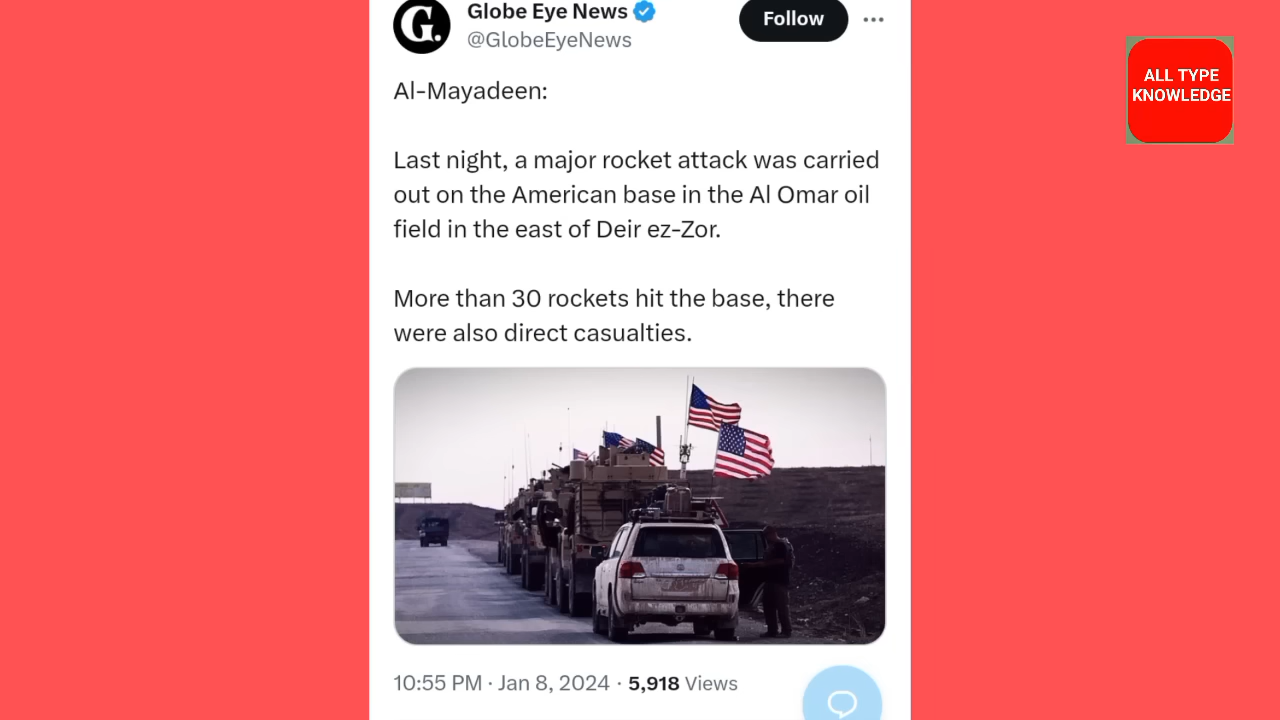 Globe Eye News
@GlobeEyeNews
Follow
G.
ALL TYPE
KNOWLEDGE
Al-Mayadeen:
Last night, a major rocket attack was carried
out on the American base in the Al Omar oil
field in the east of Deir ez-Zor.
More than 30 rockets hit the base, there
were also direct casualties.
10:55 PM · Jan 8, 2024 · 5,918 Views